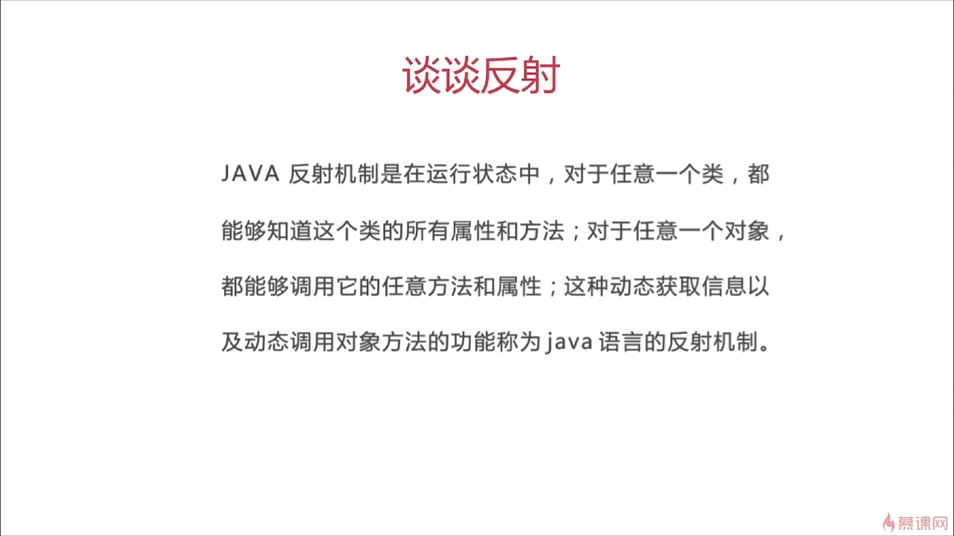 谈谈反射
JAVA 反射机制是在运行状态中，对于任意一个类，都
能够知道这个类的所有属性和方法；对于任意一个对象，
都能够调用它的任意方法和属性；这种动态获取信息以
及动态调用对象方法的功能称为 java 语言的反射机制。
慕课网